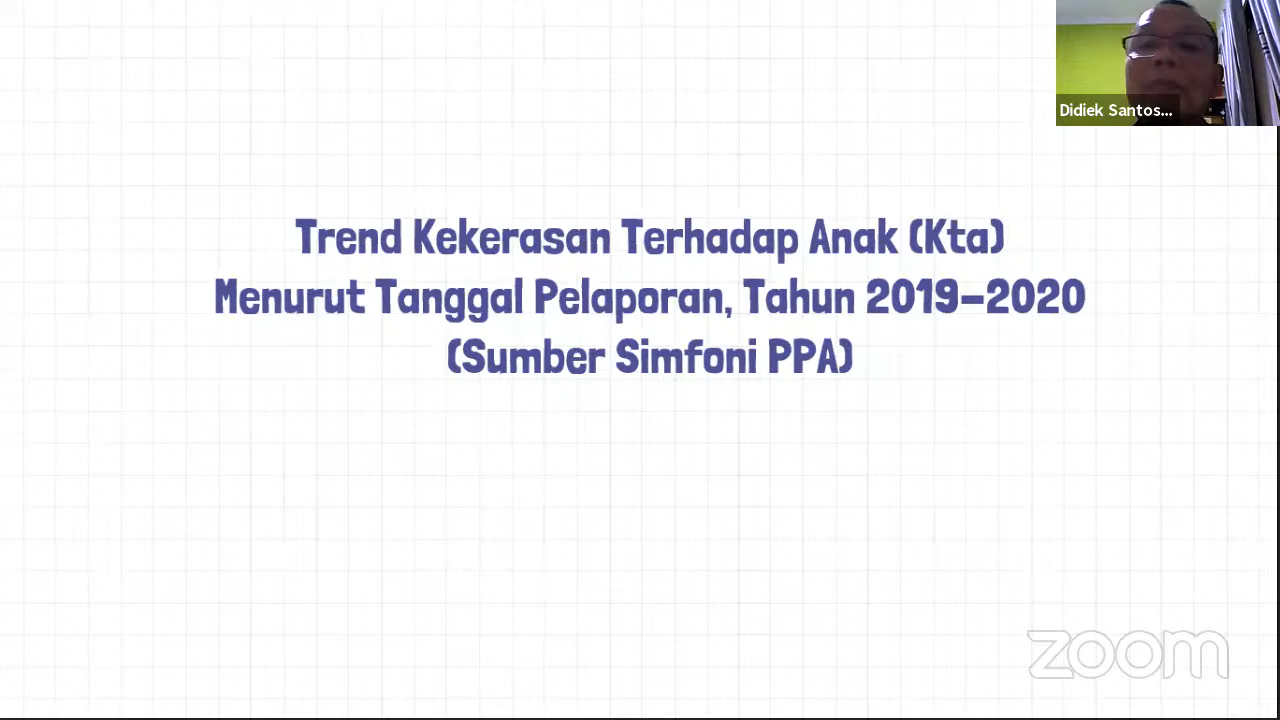 Didiek Santos...
Trend Kekerasan Terhadap Anak (Kta)
Menurut Tanggal Pelaporan, Tahun 2019-2020
(Sumber Simfoni PPA)
zoom